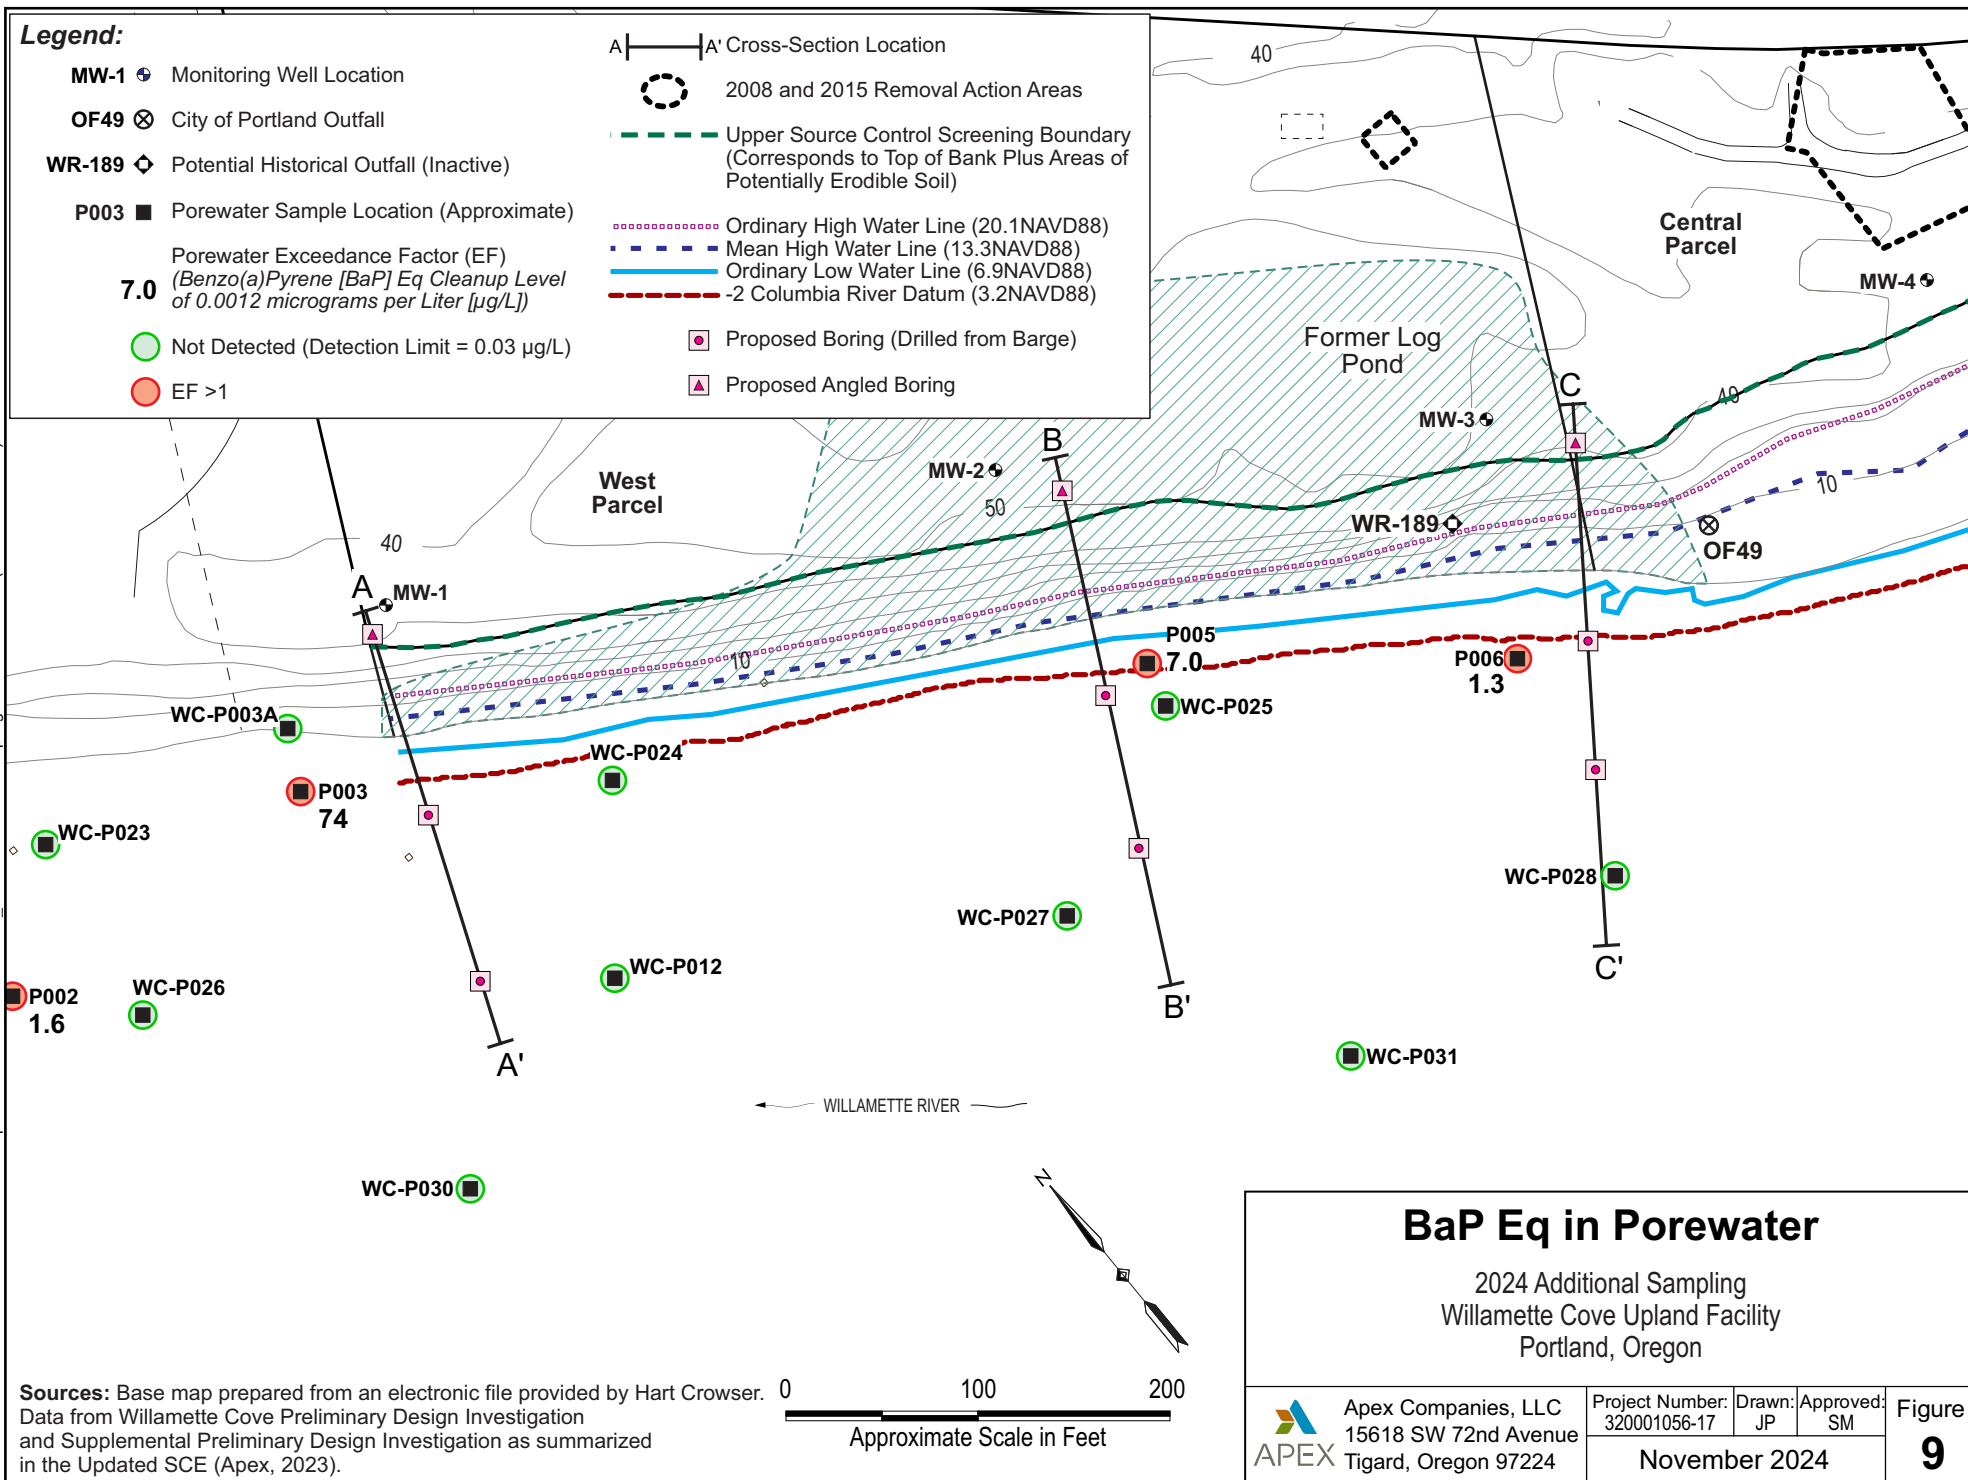 Legend:
MW-1 Monitoring Well Location
OF49 City of Portland Outfall
WR-189 Potential Historical Outfall (Inactive)
P003 Porewater Sample Location (Approximate)
Porewater Exceedance Factor (EF)
7.0 (Benzo(a)Pyrene [BaP] Eq Cleanup Level
of 0.0012 micrograms per Liter [µg/L])
Not Detected (Detection Limit = 0.03 µg/L)
EF >1
A A' Cross-Section Location
2008 and 2015 Removal Action Areas
Upper Source Control Screening Boundary
(Corresponds to Top of Bank Plus Areas of
Potentially Erodible Soil)
Ordinary High Water Line (20.1NAVD88)
Mean High Water Line (13.3NAVD88)
Ordinary Low Water Line (6.9NAVD88)
-2 Columbia River Datum (3.2NAVD88)
Proposed Boring (Drilled from Barge)
Proposed Angled Boring
40
Central
Parcel
MW-4
Former Log
Pond
C
40
MW-3
B
MW-2
West
Parcel
50
10
WR-189
OF49
40
A
MW-1
P005
7.0
P006
1.3
10
WC-P003A
WC-P025
WC-P024
P003
74
WC-P023
WC-P028
WC-P027
C'
WC-P012
WC-P026
P002
1.6
B'
A'
WC-P031
WILLAMETTE RIVER
WC-P030
N
BaP Eq in Porewater
2024 Additional Sampling
Willamette Cove Upland Facility
Portland, Oregon
Sources: Base map prepared from an electronic file provided by Hart Crowser.
Data from Willamette Cove Preliminary Design Investigation
and Supplemental Preliminary Design Investigation as summarized
in the Updated SCE (Apex, 2023).
0 100 200
Approximate Scale in Feet
APEX
Apex Companies, LLC
15618 SW 72nd Avenue
Tigard, Oregon 97224
Project Number:
320001056-17
Drawn:
JP
Approved:
SM
November 2024
Figure
9